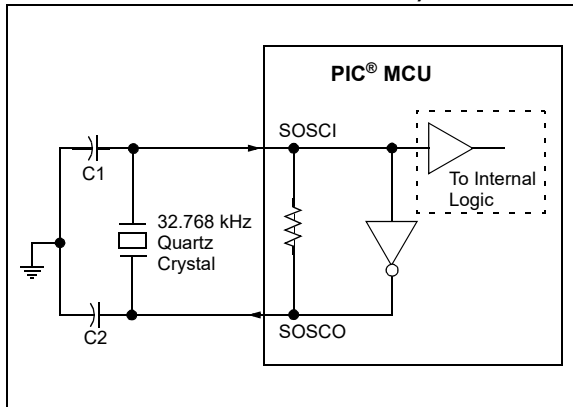 PIC® MCU
SOSCI
C1
To Internal
Logic
32.768 kHz
Quartz
Crystal
C2
SOSCO